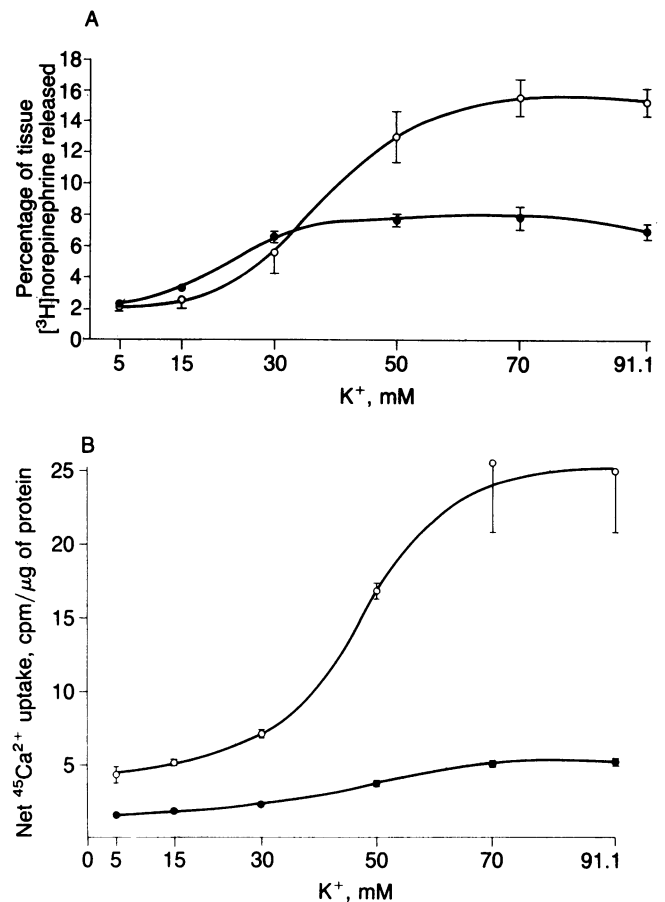 A
Percentage of tissue
[³H]norepinephrine released
18
16
14
12
10
8
6
4
2
0
5 15 30 50 70 91.1
K⁺, mM
B
Net ⁴⁵Ca²⁺ uptake, cpm/µg of protein
25
20
15
10
5
0 5 15 30 50 70 91.1
K⁺, mM